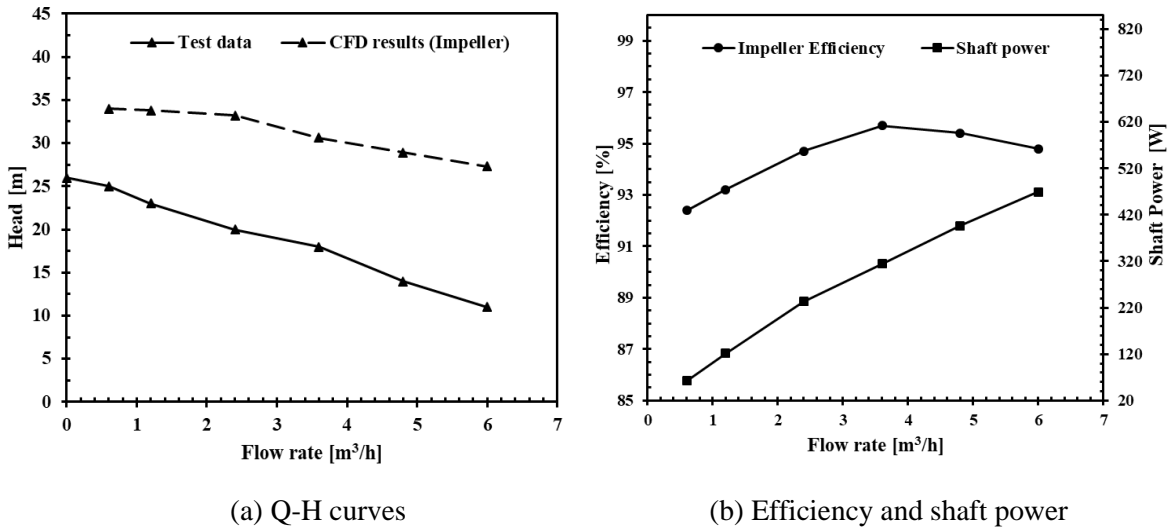 45
40
35
30
25
20
15
10
5
0
Head [m]
Test data
CFD results (Impeller)
0 1 2 3 4 5 6 7
Flow rate [m³/h]
(a) Q-H curves
99
97
95
93
91
89
87
85
Efficiency [%]
Impeller Efficiency
Shaft power
820
720
620
520
420
320
220
120
20
Shaft Power [W]
0 1 2 3 4 5 6 7
Flow rate [m³/h]
(b) Efficiency and shaft power